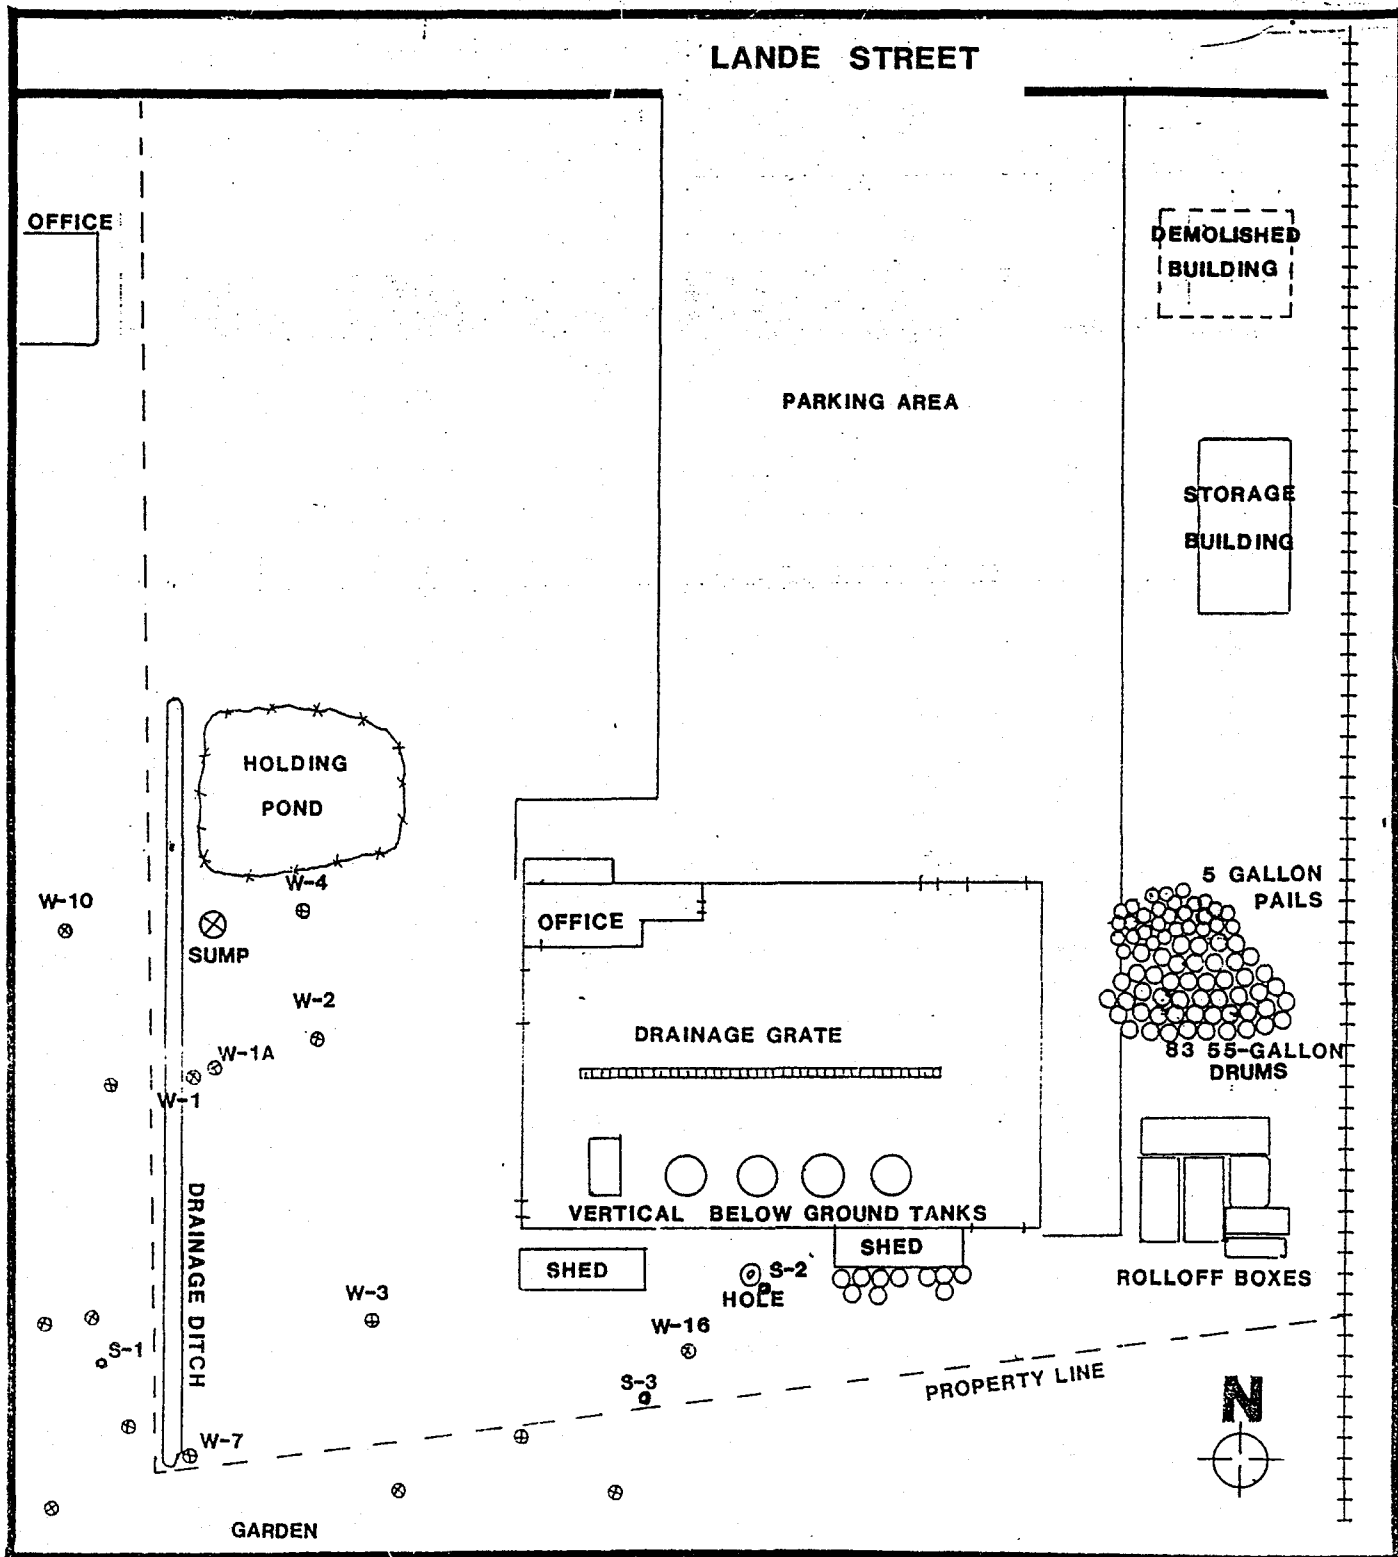 LANDE STREET
OFFICE
DEMOLISHED
BUILDING
PARKING AREA
STORAGE
BUILDING
HOLDING
POND
W-4
W-10
SUMP
OFFICE
5 GALLON
PAILS
W-2
DRAINAGE GRATE
W-1A
W-1
83 55-GALLON
DRUMS
DRAINAGE DITCH
VERTICAL BELOW GROUND TANKS
SHED
SHED
S-2
HOLE
ROLLOFF BOXES
W-3
W-16
S-1
S-3
PROPERTY LINE
N
W-7
GARDEN